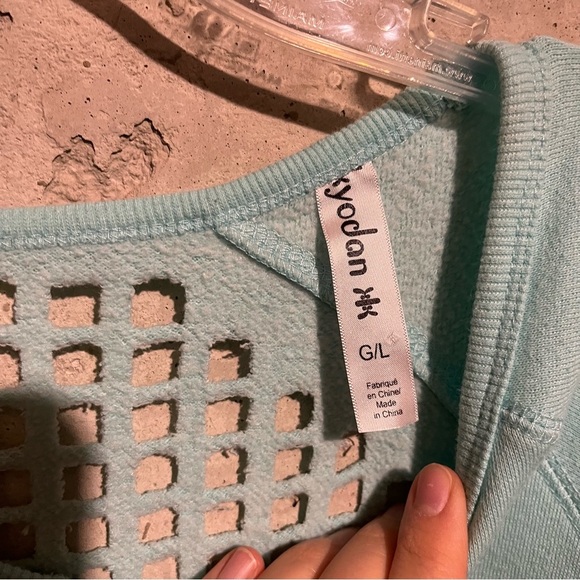 kyodan
G/L
Fabriqué
en Chine/
Made
in China